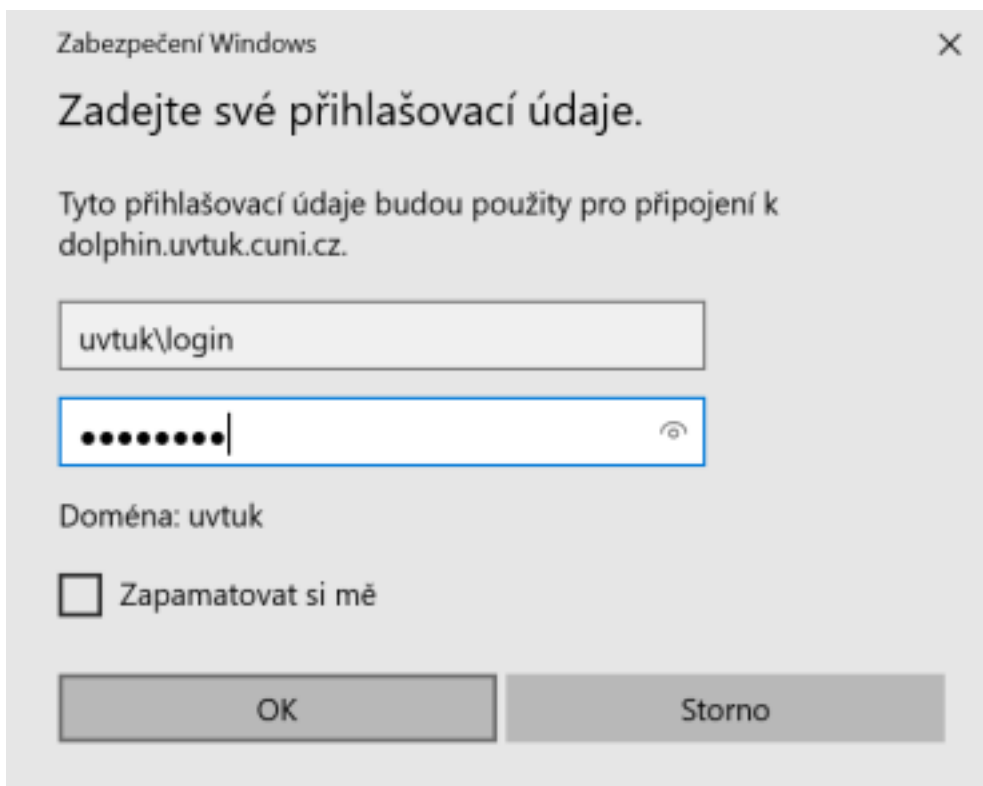 Zabezpečení Windows
Zadejte své přihlašovací údaje.
Tyto přihlašovací údaje budou použity pro připojení k
dolphin.uvtuk.cuni.cz.
uvtuk\login
••••••••
Doména: uvtuk
Zapamatovat si mě
OK
Storno